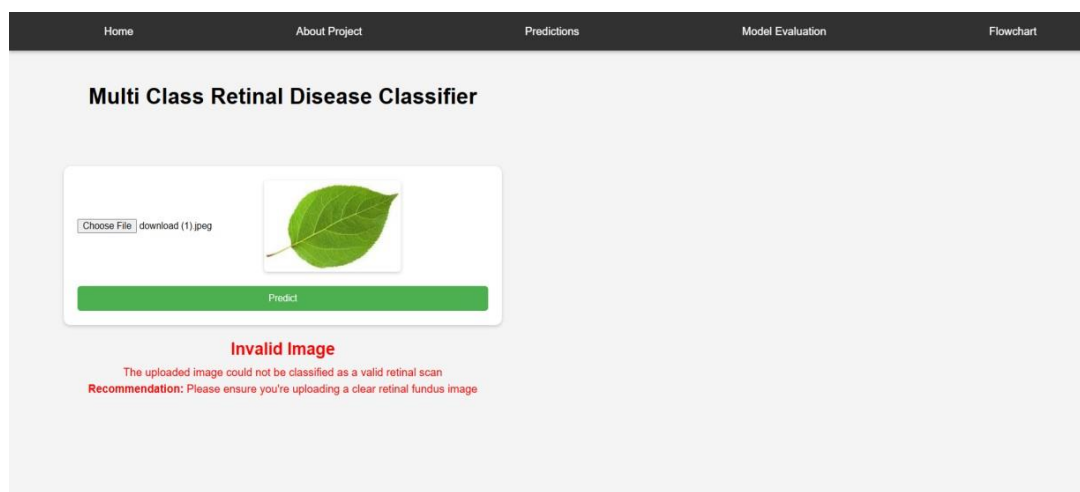 Home About Project Predictions Model Evaluation Flowchart
Multi Class Retinal Disease Classifier
Choose File download (1).jpeg
Predict
Invalid Image
The uploaded image could not be classified as a valid retinal scan
Recommendation: Please ensure you're uploading a clear retinal fundus image